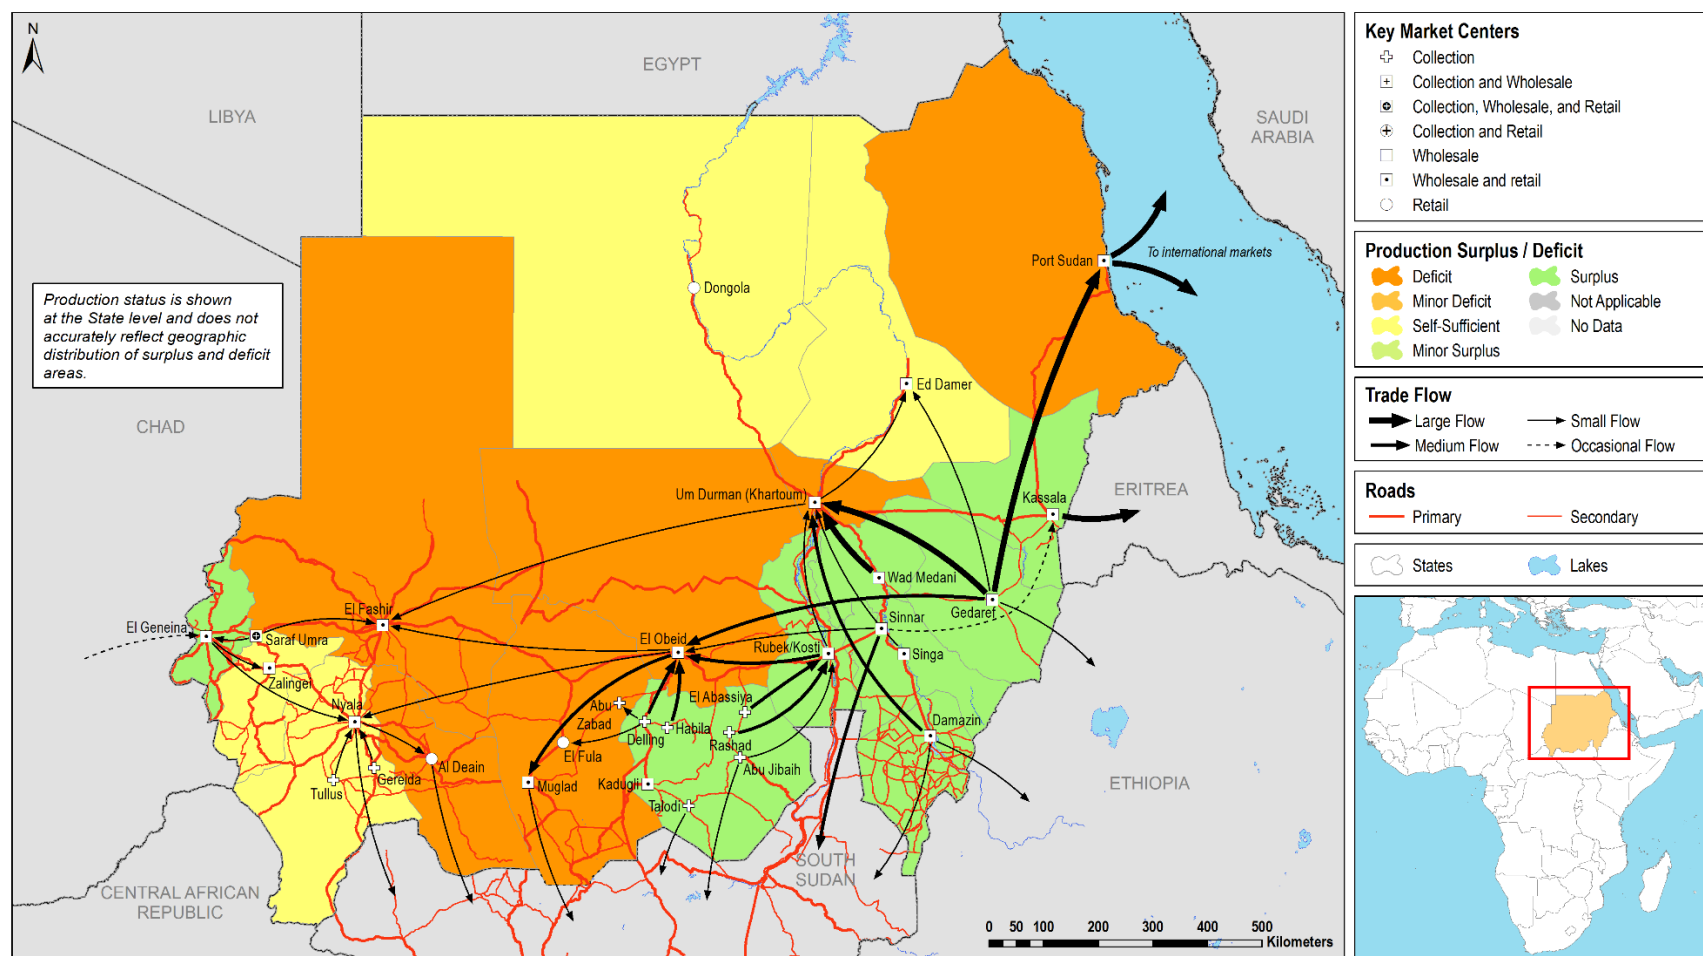 N
EGYPT
LIBYA
SAUDI
ARABIA
Port Sudan
To international markets
Dongola
Production status is shown
at the State level and does not
accurately reflect geographic
distribution of surplus and deficit
areas.
Ed Damer
CHAD
ERITREA
Um Durman (Khartoum)
Kassala
Wad Medani
Gedaref
El Fashir
El Geneina
Saraf Umra
El Obeid
Sinnar
Rubek/Kosti
Singa
Zalingei
El Abassiya
Nyala
Abu
Zabad
Delling
Habila
Rashad
Damazin
El Fula
Abu Jibaih
Al Deain
Gereida
Tullus
Muglad
Kadugli
Talodi
ETHIOPIA
SOUTH
SUDAN
CENTRAL AFRICAN
REPUBLIC
0 50 100 200 300 400 500
Kilometers
Key Market Centers
Collection
Collection and Wholesale
Collection, Wholesale, and Retail
Collection and Retail
Wholesale
Wholesale and retail
Retail
Production Surplus / Deficit
Deficit
Surplus
Minor Deficit
Not Applicable
Self-Sufficient
No Data
Minor Surplus
Trade Flow
Large Flow
Small Flow
Medium Flow
Occasional Flow
Roads
Primary
Secondary
States
Lakes